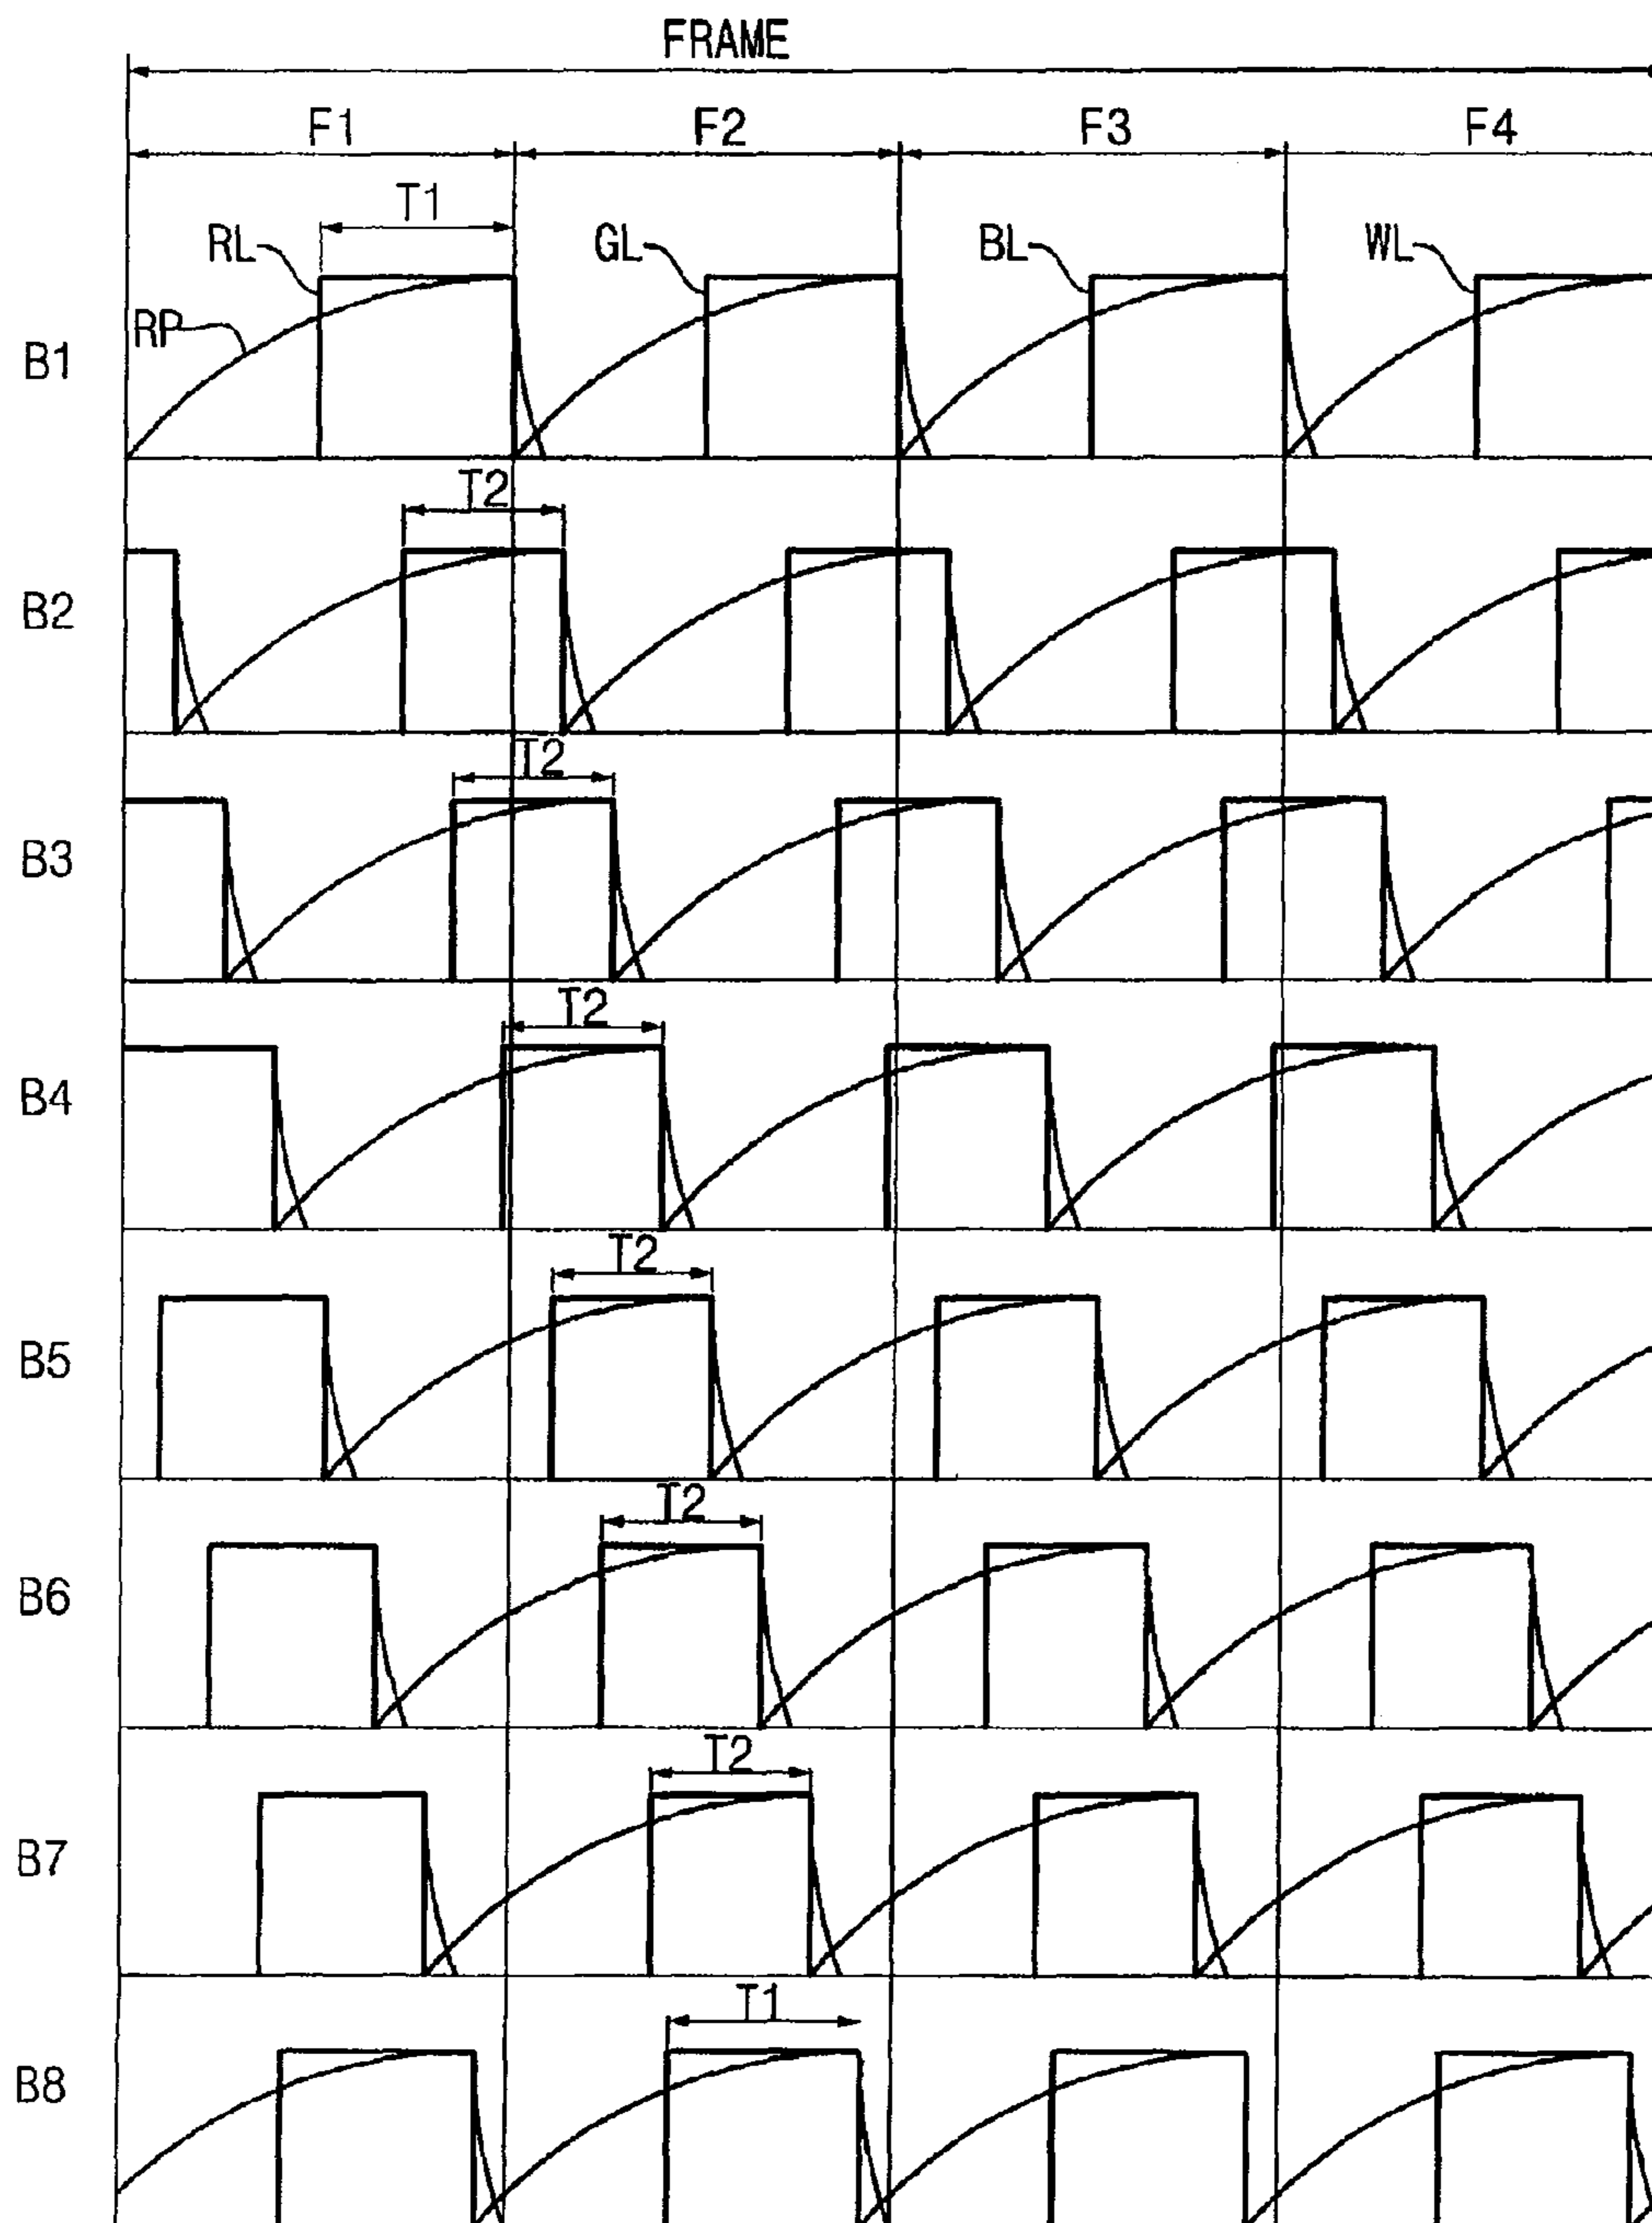 FRAME
F1 F2 F3 F4
T1
RL GL BL WL
RP
B1
T2
B2
T2
B3
T2
B4
T2
B5
T2
B6
T2
B7
T1
B8